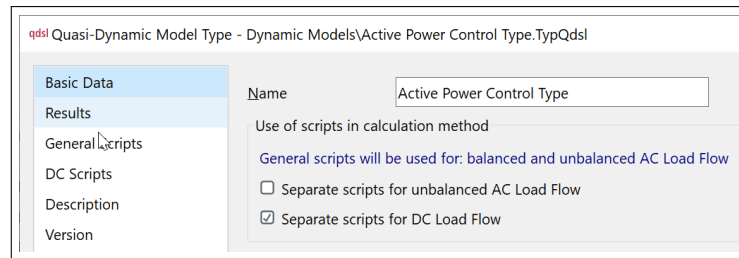 qdsl Quasi-Dynamic Model Type - Dynamic Models\Active Power Control Type.TypQdsl
Basic Data
Results
General Scripts
DC Scripts
Description
Version
Name Active Power Control Type
Use of scripts in calculation method
General scripts will be used for: balanced and unbalanced AC Load Flow
Separate scripts for unbalanced AC Load Flow
Separate scripts for DC Load Flow